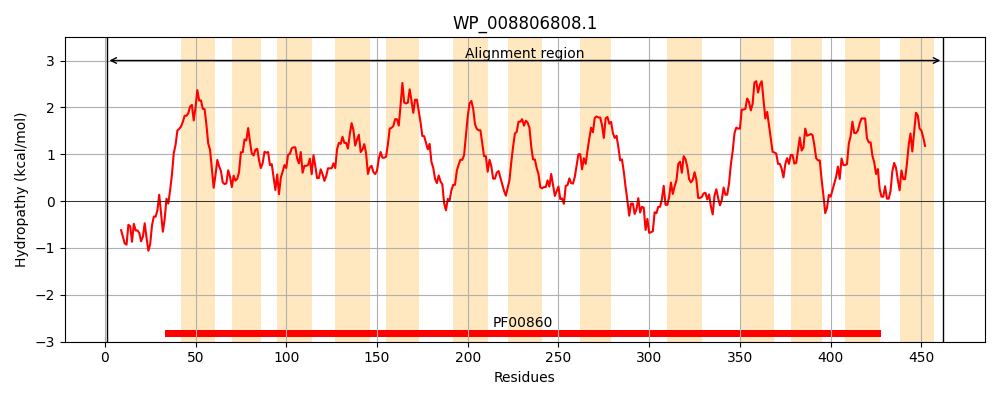 WP_008806808.1
Alignment region
PF00860
Hydropathy (kcal/mol)
3
2
1
0
−1
−2
−3
0 50 100 150 200 250 300 350 400 450
Residues